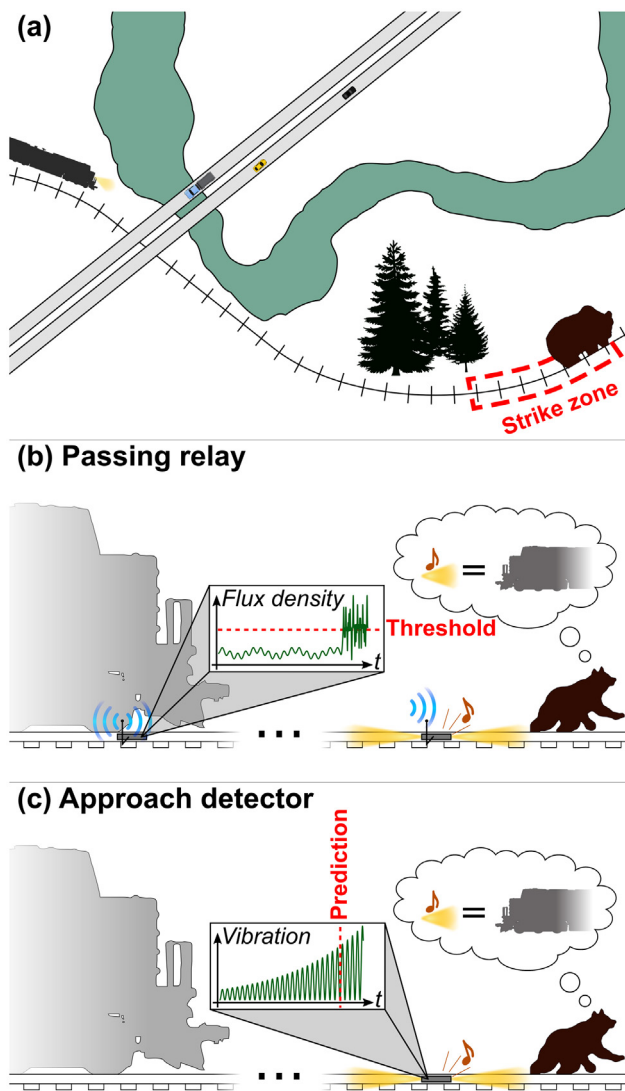 (a)
Strike zone
(b) Passing relay
Flux density
Threshold
t
=
(c) Approach detector
Prediction
Vibration
t
=